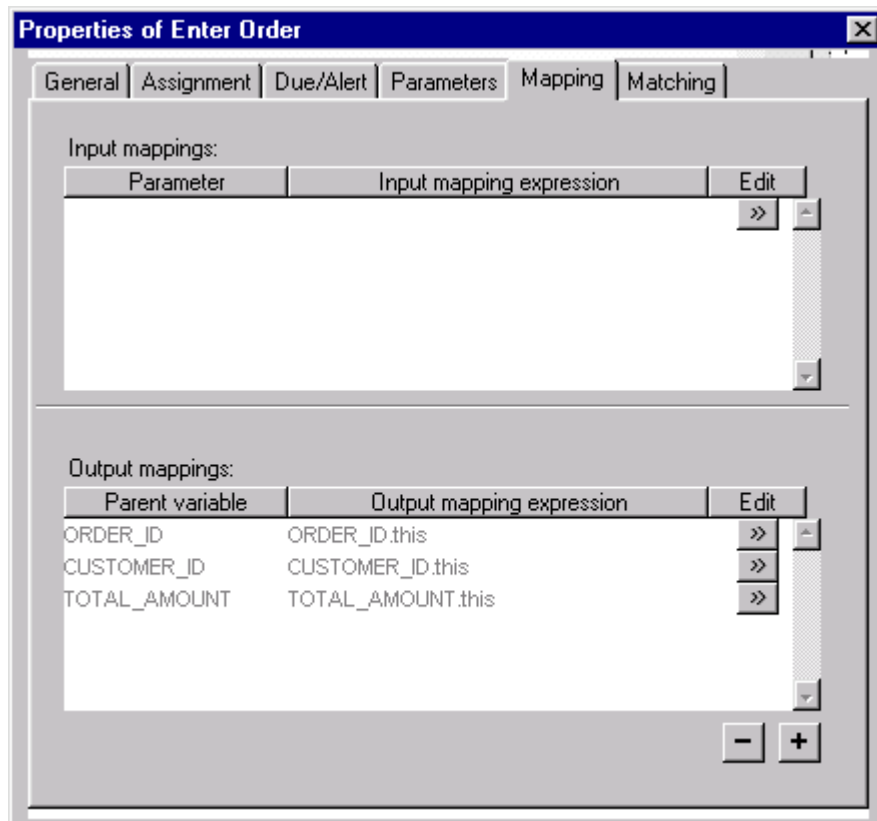 Properties of Enter Order
General Assignment Due/Alert Parameters Mapping Matching
Input mappings:
Parameter Input mapping expression Edit
»
Output mappings:
Parent variable Output mapping expression Edit
ORDER_ID ORDER_ID.this »
CUSTOMER_ID CUSTOMER_ID.this »
TOTAL_AMOUNT TOTAL_AMOUNT.this »
- +